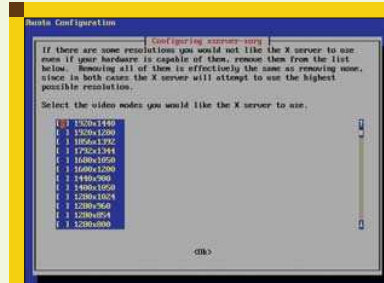 Configuration
Configuring xserver-xorg
If there are some resolutions you would not like the X server to use
even if your hardware is capable of them, remove them from the list
below. Removing all of them is effectively the same as removing none,
since in both cases the X server will attempt to use the highest
possible resolution.
Select the video modes you would like the X server to use.
[ ] 1920x1440
[ ] 1920x1200
[ ] 1856x1392
[ ] 1792x1344
[ ] 1680x1050
[ ] 1600x1200
[ ] 1440x900
[ ] 1400x1050
[ ] 1280x1024
[ ] 1280x960
[ ] 1280x854
[ ] 1280x800
<Ok>